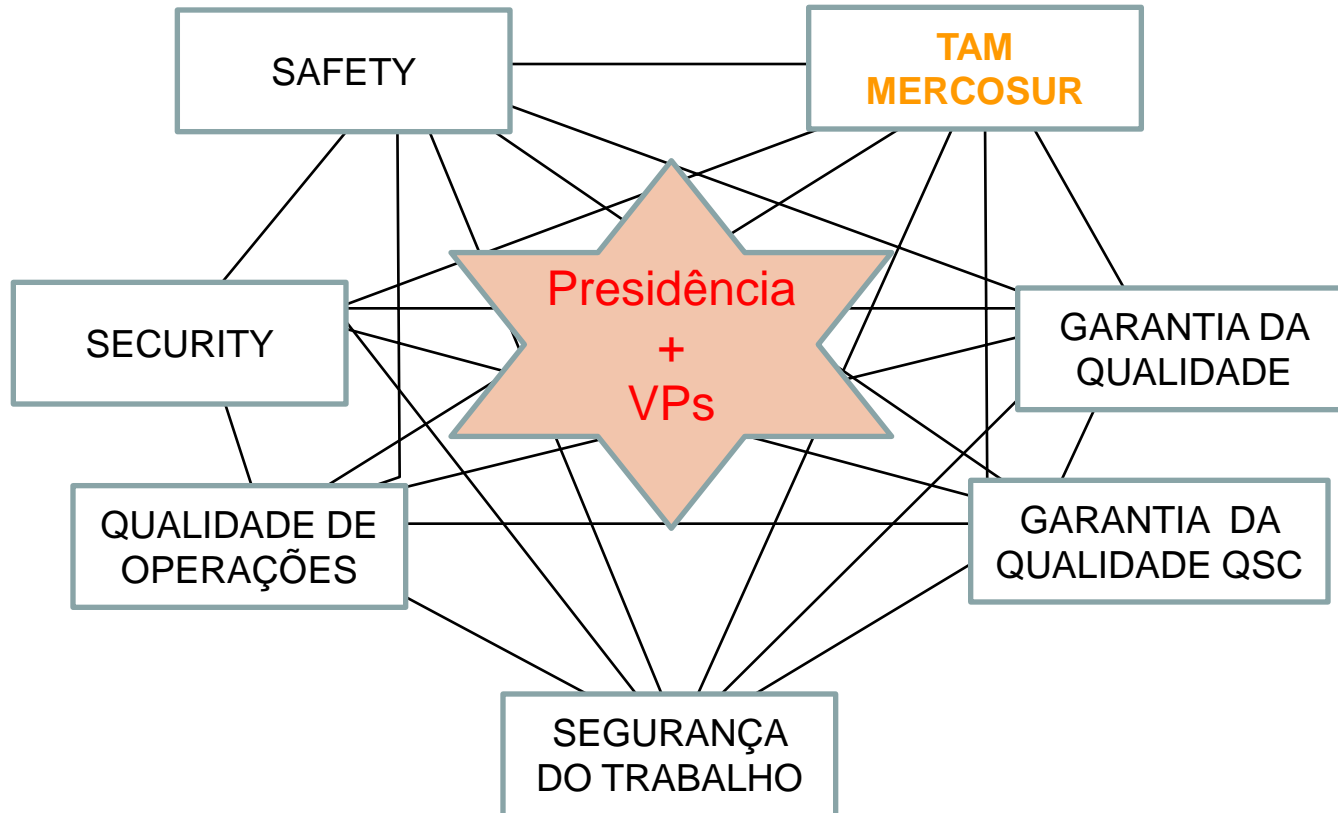 SAFETY
TAM
MERCOSUR
Presidência
+
VPs
SECURITY
GARANTIA DA
QUALIDADE
QUALIDADE DE
OPERAÇÕES
GARANTIA DA
QUALIDADE QSC
SEGURANÇA
DO TRABALHO